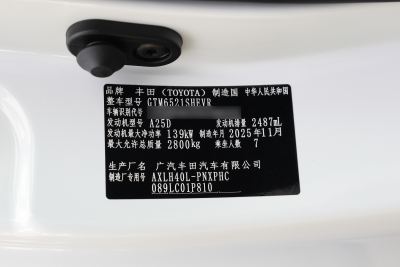 品牌 丰田(TOYOTA) 制造国 中华人民共和国
整车型号 GTM6521SHEVR
车辆识别代号
发动机型号 A25D 发动机排量 2487mL
发动机最大净功率 139kW 制造年月 2025年11月
最大允许总质量 2800kg 乘坐人数 7
生产厂名 广汽丰田汽车有限公司
制造厂专用号 AXLH40L-PNXPHC
089LC01P810